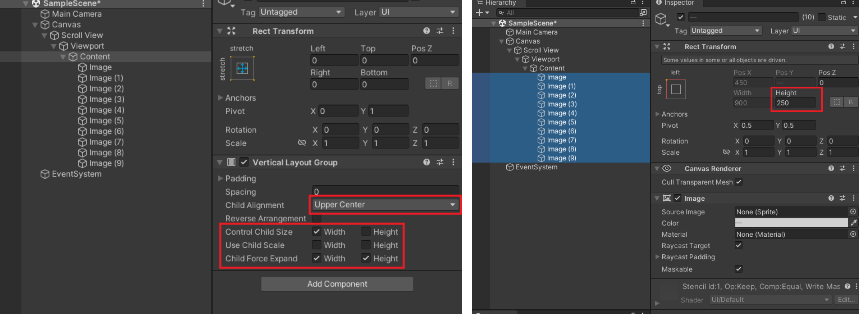 SampleScene*
Main Camera
Canvas
Scroll View
Viewport
Content
Image
Image (1)
Image (2)
Image (3)
Image (4)
Image (5)
Image (6)
Image (7)
Image (8)
Image (9)
EventSystem
Tag Untagged Layer UI
Rect Transform
stretch Left Top Pos Z
stretch 0 0 0
Right Bottom
0 0 R
Anchors
Pivot X 0 Y 1
Rotation X 0 Y 0 Z 0
Scale X 1 Y 1 Z 1
Vertical Layout Group
Padding
Spacing 0
Child Alignment Upper Center
Reverse Arrangement
Control Child Size Width Height
Use Child Scale Width Height
Child Force Expand Width Height
Add Component
Hierarchy
All
SampleScene*
Main Camera
Canvas
Scroll View
Viewport
Content
Image
Image (1)
Image (2)
Image (3)
Image (4)
Image (5)
Image (6)
Image (7)
Image (8)
Image (9)
EventSystem
Inspector
— (10) Static
Tag Untagged Layer UI
Rect Transform
Some values in some or all objects are driven.
left Pos X Pos Y Pos Z
top 450 — 0
Width Height
900 250 R
Anchors
Pivot X 0.5 Y 0.5
Rotation X 0 Y 0 Z 0
Scale X 1 Y 1 Z 1
Canvas Renderer
Cull Transparent Mesh
Image
Source Image None (Sprite)
Color
Material None (Material)
Raycast Target
Raycast Padding
Maskable
Stencil Id:1, Op:Keep, Comp:Equal, Write Mas
Shader UI/Default Edit...